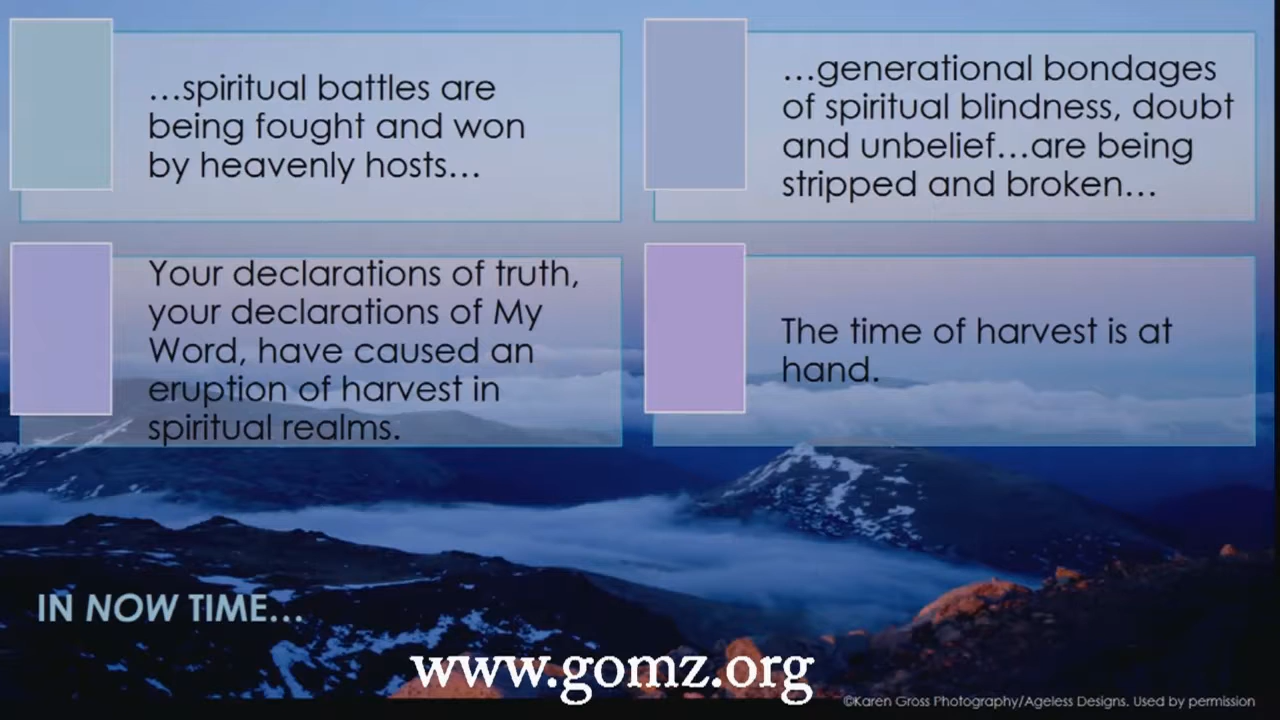 …spiritual battles are
being fought and won
by heavenly hosts…
…generational bondages
of spiritual blindness, doubt
and unbelief…are being
stripped and broken…
Your declarations of truth,
your declarations of My
Word, have caused an
eruption of harvest in
spiritual realms.
The time of harvest is at
hand.
IN NOW TIME…
www.gomz.org
©Karen Gross Photography/Ageless Designs. Used by permission